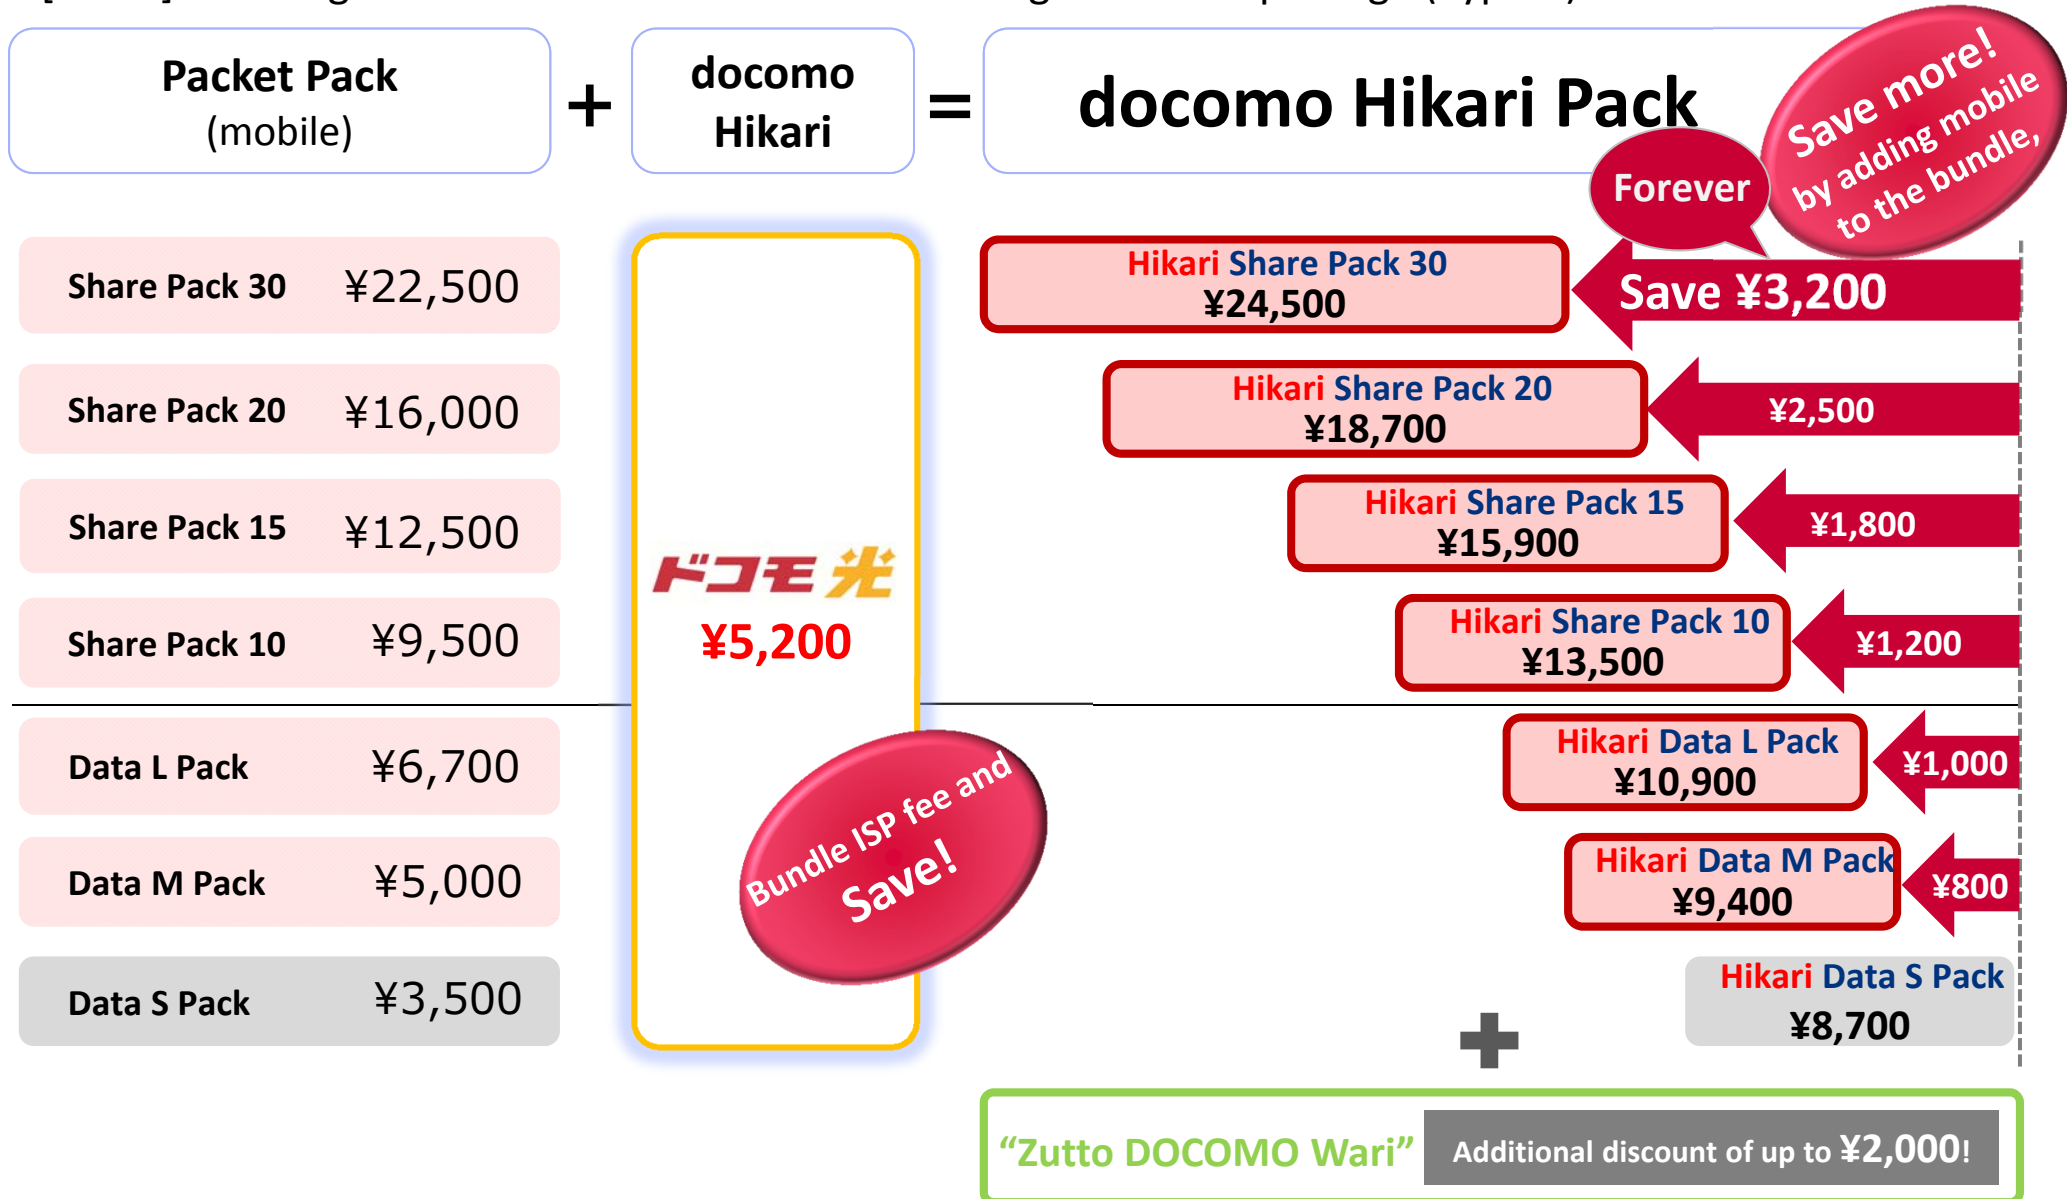 Packet Pack
(mobile)
+
docomo
Hikari
=
docomo Hikari Pack
Save more!
by adding mobile
to the bundle,
Forever
Share Pack 30 ¥22,500
Hikari Share Pack 30
¥24,500
Save ¥3,200
Share Pack 20 ¥16,000
Hikari Share Pack 20
¥18,700
¥2,500
Share Pack 15 ¥12,500
Hikari Share Pack 15
¥15,900
¥1,800
ドコモ光
¥5,200
Share Pack 10 ¥9,500
Hikari Share Pack 10
¥13,500
¥1,200
Data L Pack ¥6,700
Hikari Data L Pack
¥10,900
¥1,000
Bundle ISP fee and
Save!
Data M Pack ¥5,000
Hikari Data M Pack
¥9,400
¥800
Data S Pack ¥3,500
Hikari Data S Pack
¥8,700
+
“Zutto DOCOMO Wari” Additional discount of up to ¥2,000!